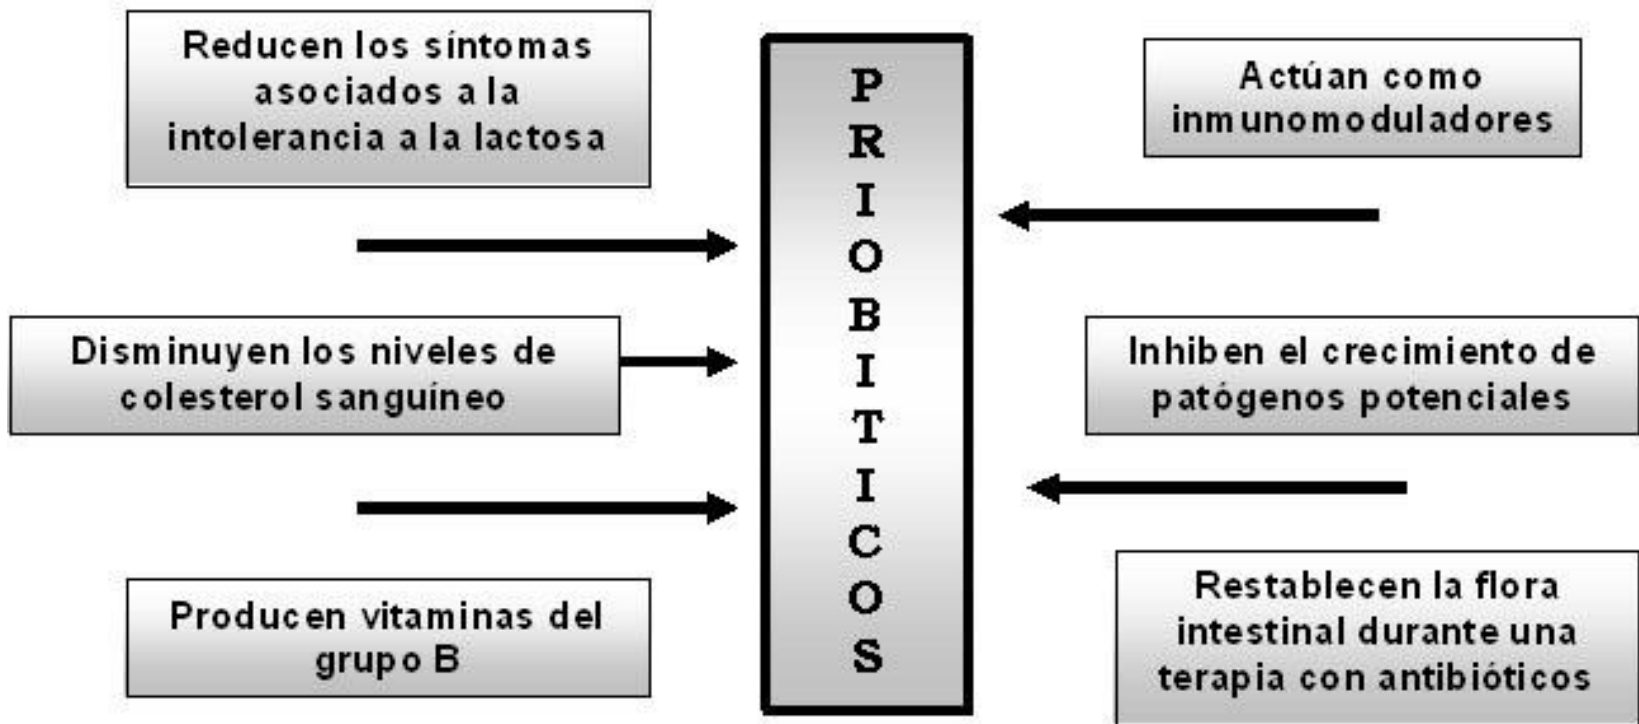 Reducen los síntomas
asociados a la
intolerancia a la lactosa
Disminuyen los niveles de
colesterol sanguíneo
Producen vitaminas del
grupo B
P
R
I
O
B
I
T
I
C
O
S
Actúan como
inmunomoduladores
Inhiben el crecimiento de
patógenos potenciales
Restablecen la flora
intestinal durante una
terapia con antibióticos